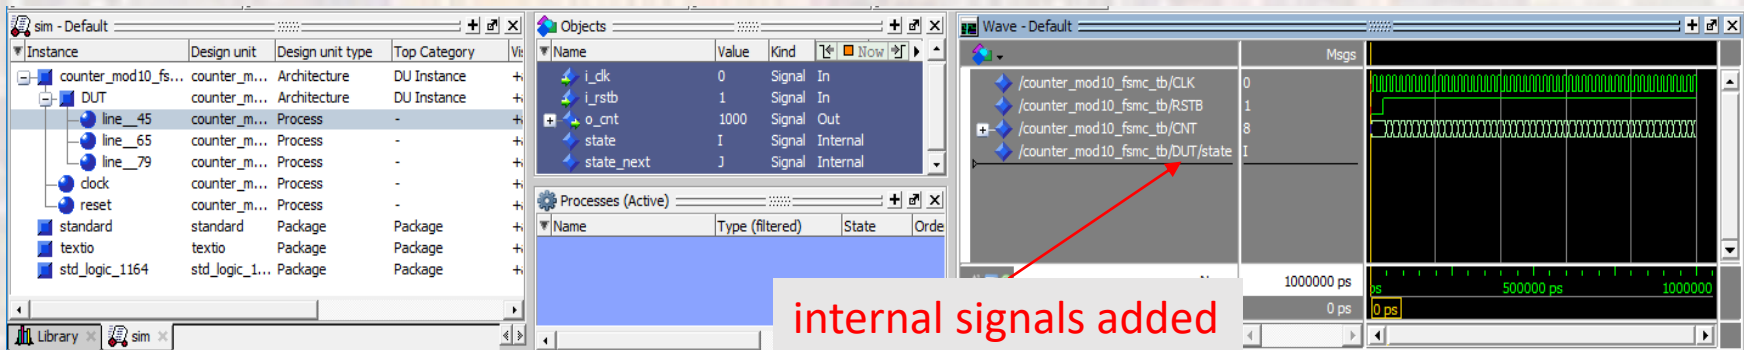 sim - Default
Instance Design unit Design unit type Top Category Vis
counter_mod10_fs... counter_m... Architecture DU Instance
DUT counter_m... Architecture DU Instance
line__45 counter_m... Process -
line__65 counter_m... Process -
line__79 counter_m... Process -
clock counter_m... Process -
reset counter_m... Process -
standard standard Package Package
textio textio Package Package
std_logic_1164 std_logic_1... Package Package
Library sim
Objects
Name Value Kind Now
i_clk 0 Signal In
i_rstb 1 Signal In
o_cnt 1000 Signal Out
state I Signal Internal
state_next J Signal Internal
Processes (Active)
Name Type (filtered) State Orde
Wave - Default
Msgs
/counter_mod10_fsmc_tb/CLK 0
/counter_mod10_fsmc_tb/RSTB 1
/counter_mod10_fsmc_tb/CNT 8
/counter_mod10_fsmc_tb/DUT/state I
1000000 ps
ps 500000 ps 1000000
0 ps 0 ps
internal signals added